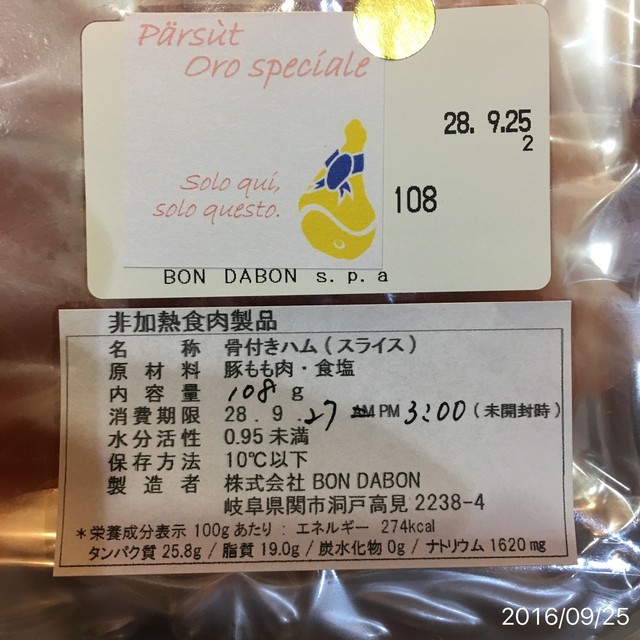 Pärsùt
Oro speciale
28. 9.25
2
Solo qui,
solo questo.
108
BON DABON s.p.a
非加熱食肉製品
名 称 骨付きハム(スライス)
原 材 料 豚もも肉・食塩
内 容 量 108 g
消費期限 28.9.27 AM PM 3:00 (未開封時)
水分活性 0.95未満
保存方法 10℃以下
製 造 者 株式会社 BON DABON
岐阜県関市洞戸高見 2238-4
*栄養成分表示 100gあたり : エネルギー 274kcal
タンパク質 25.8g / 脂質 19.0g / 炭水化物 0g / ナトリウム 1620mg
2016/09/25